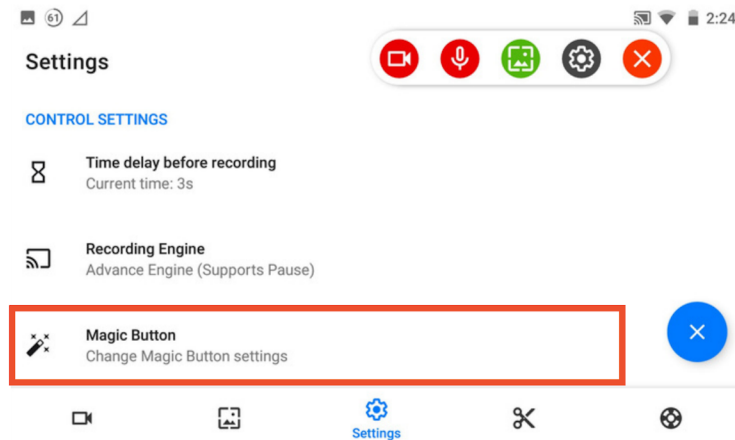 61
2:24
Settings
CONTROL SETTINGS
Time delay before recording
Current time: 3s
Recording Engine
Advance Engine (Supports Pause)
Magic Button
Change Magic Button settings
Settings